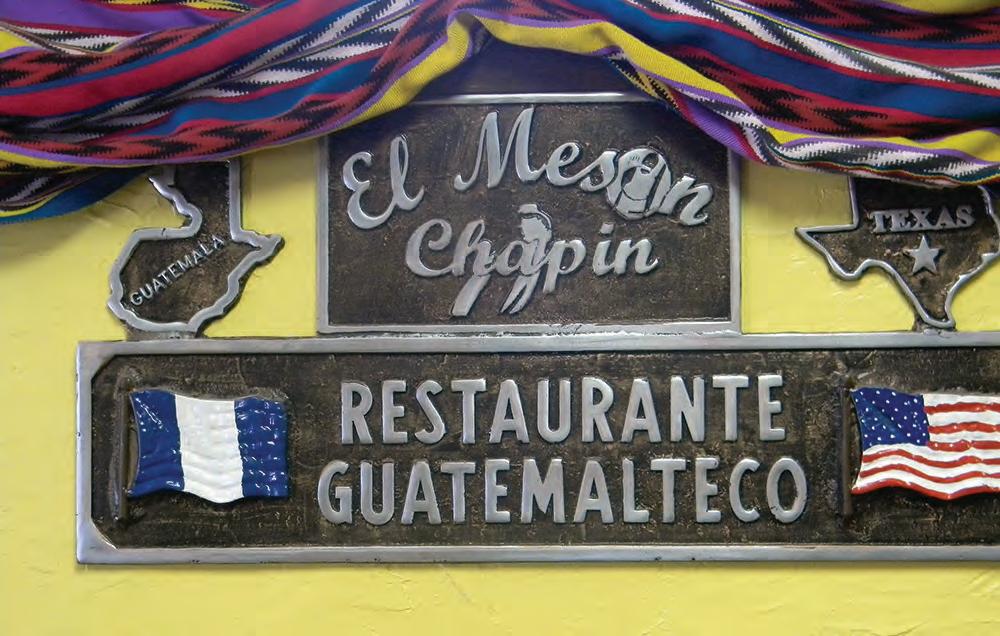 El Meson
Chapin
GUATEMALA
TEXAS
RESTAURANTE
GUATEMALTECO